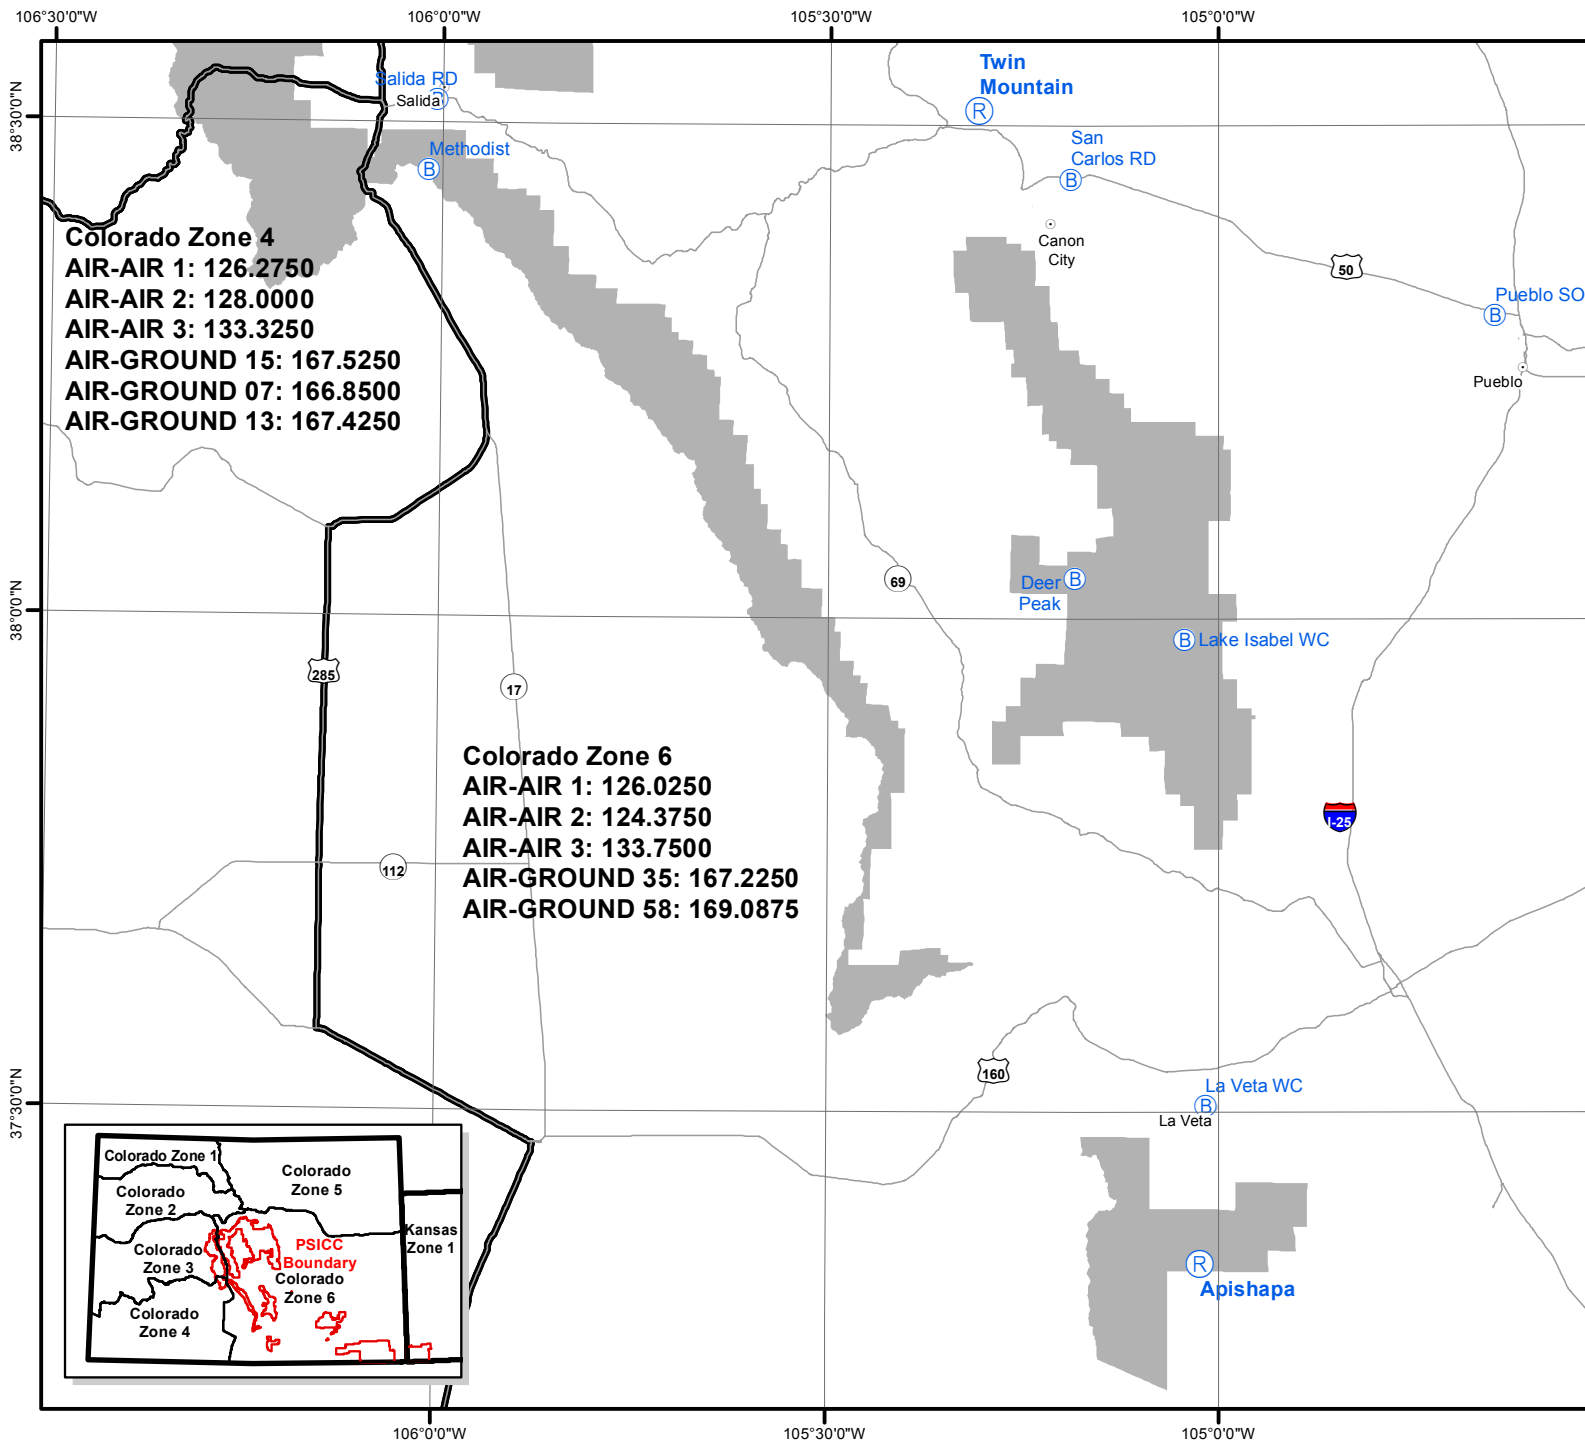 106°30'0"W
106°0'0"W
105°30'0"W
105°0'0"W
38°30'0"N
38°0'0"N
37°30'0"N
Salida RD
Salida
B
Methodist
B
Twin
Mountain
R
San
Carlos RD
B
Canon
City
50
Pueblo SO
B
Pueblo
Colorado Zone 4
AIR-AIR 1: 126.2750
AIR-AIR 2: 128.0000
AIR-AIR 3: 133.3250
AIR-GROUND 15: 167.5250
AIR-GROUND 07: 166.8500
AIR-GROUND 13: 167.4250
69
Deer
Peak
B
B
Lake Isabel WC
285
17
Colorado Zone 6
AIR-AIR 1: 126.0250
AIR-AIR 2: 124.3750
AIR-AIR 3: 133.7500
AIR-GROUND 35: 167.2250
AIR-GROUND 58: 169.0875
I-25
112
160
La Veta WC
B
La Veta
R
Apishapa
Colorado Zone 1
Colorado
Zone 5
Colorado
Zone 2
Kansas
Zone 1
PSICC
Boundary
Colorado
Zone 3
Colorado
Zone 6
Colorado
Zone 4
106°0'0"W
105°30'0"W
105°0'0"W